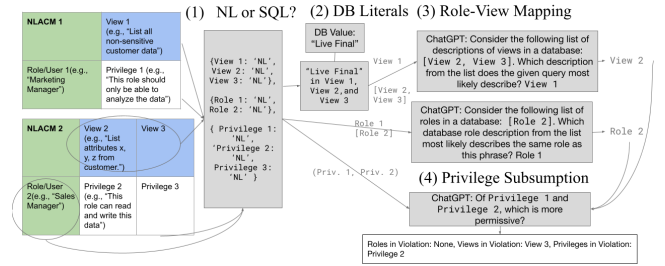 (1) NL or SQL?
(2) DB Literals
(3) Role-View Mapping
NLACM 1
View 1
(e.g., "List all
non-sensitive
customer data")
Role/User 1(e.g.,
"Marketing
Manager")
Privilege 1 (e.g.,
"This role should
only be able to
analyze the data")
NLACM 2
View 2
(e.g., "List
attributes x,
y, z from
customer.")
View 3
Role/User
2(e.g., "Sales
Manager")
Privilege 2
(e.g., "This
role can read
and write this
data")
Privilege 3
{View 1: 'NL',
View 2: 'NL',
View 3: 'NL'},
{Role 1: 'NL',
Role 2: 'NL'},
{ Privilege 1:
'NL',
'Privilege 2:
'NL',
Privilege 3:
'NL' }
DB Value:
"Live Final"
"Live Final"
in View 1,
View 2,and
View 3
View 1
[View 2,
View 3]
Role 1
[Role 2]
(Priv. 1, Priv. 2)
ChatGPT: Consider the following list of
descriptions of views in a database:
[View 2, View 3]. Which description
from the list does the given query most
likely describe? View 1
View 2
ChatGPT: Consider the following list of
roles in a database: [Role 2]. Which
database role description from the list
most likely describes the same role as
this phrase? Role 1
Role 2
(4) Privilege Subsumption
ChatGPT: Of Privilege 1 and
Privilege 2, which is more
permissive?
Roles in Violation: None, Views in Violation: View 3, Privileges in Violation:
Privilege 2